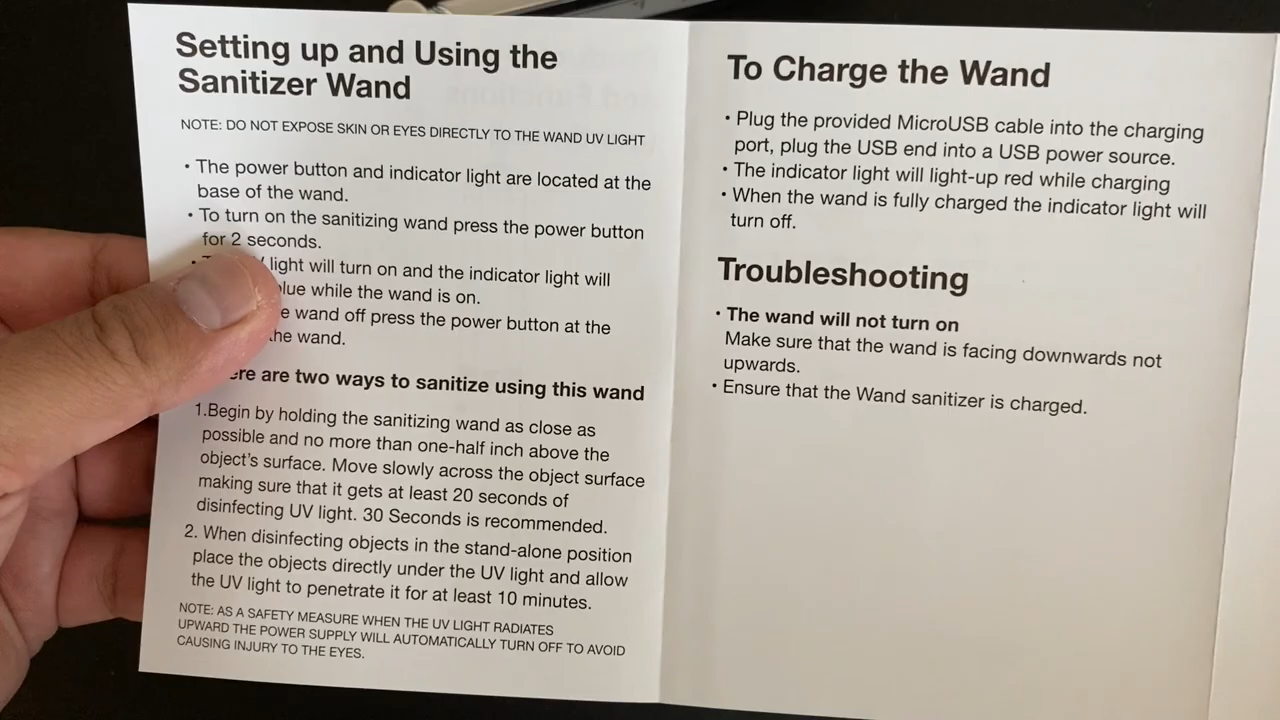 Setting up and Using the
Sanitizer Wand
NOTE: DO NOT EXPOSE SKIN OR EYES DIRECTLY TO THE WAND UV LIGHT
• The power button and indicator light are located at the
base of the wand.
• To turn on the sanitizing wand press the power button
for 2 seconds.
• light will turn on and the indicator light will
while the wand is on.
wand off press the power button at the
the wand.
are two ways to sanitize using this wand
1.Begin by holding the sanitizing wand as close as
possible and no more than one-half inch above the
object's surface. Move slowly across the object surface
making sure that it gets at least 20 seconds of
disinfecting UV light. 30 Seconds is recommended.
2. When disinfecting objects in the stand-alone position
place the objects directly under the UV light and allow
the UV light to penetrate it for at least 10 minutes.
NOTE: AS A SAFETY MEASURE WHEN THE UV LIGHT RADIATES
UPWARD THE POWER SUPPLY WILL AUTOMATICALLY TURN OFF TO AVOID
CAUSING INJURY TO THE EYES.
To Charge the Wand
• Plug the provided MicroUSB cable into the charging
port, plug the USB end into a USB power source.
• The indicator light will light-up red while charging
• When the wand is fully charged the indicator light will
turn off.
Troubleshooting
• The wand will not turn on
Make sure that the wand is facing downwards not
upwards.
• Ensure that the Wand sanitizer is charged.